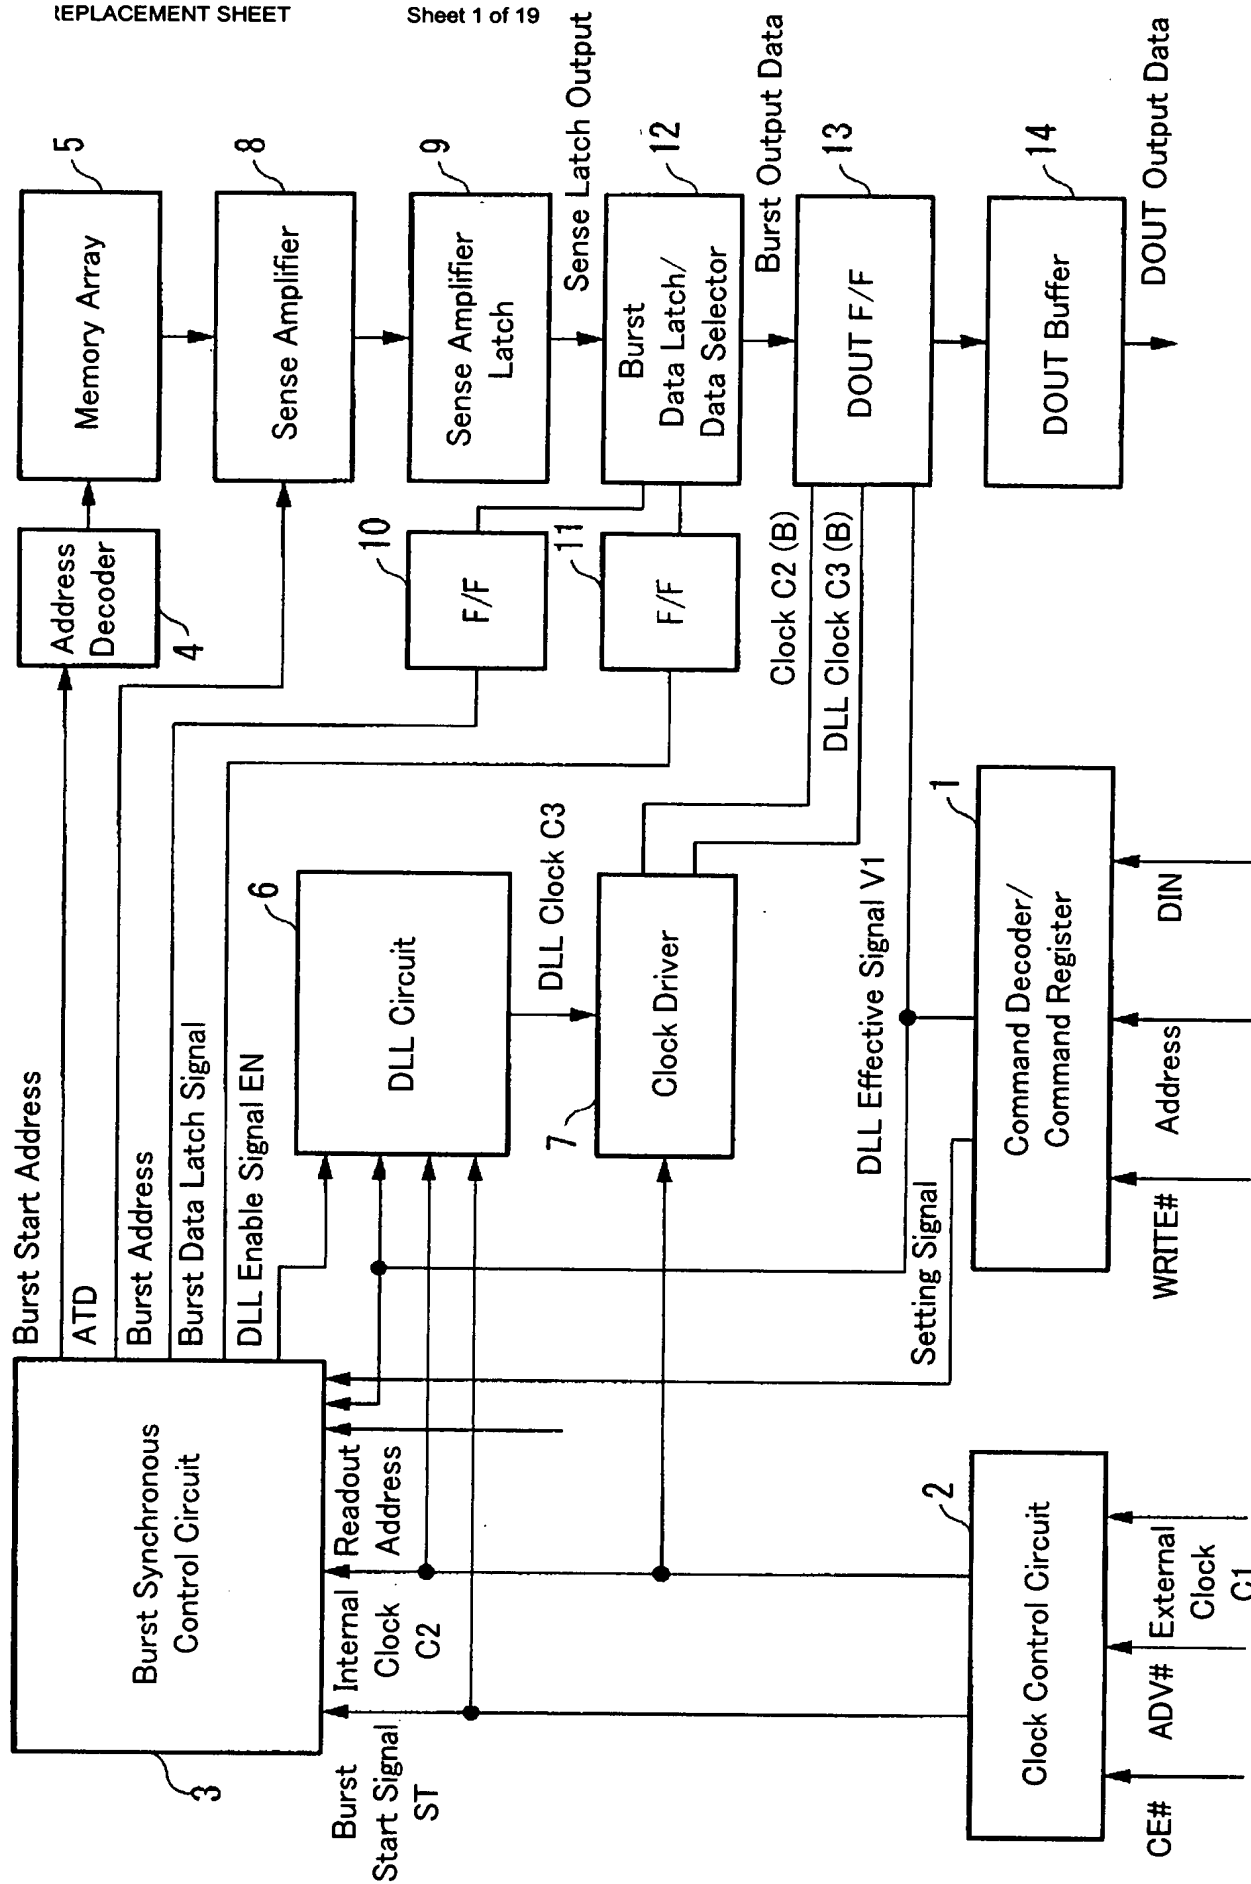 REPLACEMENT SHEET
Sheet 1 of 19
Burst Synchronous
Control Circuit
3
Burst Start Address
ATD
Burst Address
Burst Data Latch Signal
DLL Enable Signal EN
Address
Decoder
4
Memory Array
5
Sense Amplifier
8
Sense Amplifier
Latch
9
Sense Latch Output
F/F
10
F/F
11
Burst
Data Latch/
Data Selector
12
Burst Output Data
DLL Circuit
6
DLL Clock C3
Clock Driver
7
Clock C2 (B)
DLL Clock C3 (B)
DOUT F/F
13
DOUT Buffer
14
DOUT Output Data
Burst
Start Signal
ST
Internal
Clock
C2
Readout
Address
Setting Signal
DLL Effective Signal V1
Clock Control Circuit
2
CE#
ADV#
External
Clock
C1
Command Decoder/
Command Register
1
WRITE#
Address
DIN